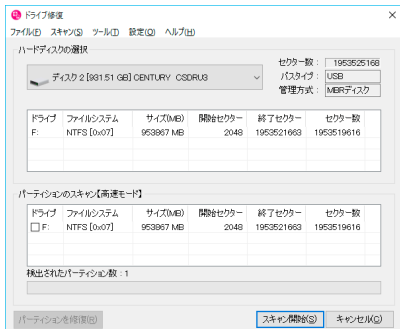 ドライブ修復
ファイル(F) スキャン(S) ツール(T) 設定(O) ヘルプ(H)
ハードディスクの選択
ディスク2 [931.51 GB] CENTURY CSDRU3
セクター数： 1953525168
バスタイプ： USB
管理方式： MBRディスク
ドライブ ファイルシステム サイズ(MB) 開始セクター 終了セクター セクター数
F: NTFS [0x07] 953867 MB 2048 1953521663 1953519616
パーティションのスキャン【高速モード】
ドライブ ファイルシステム サイズ(MB) 開始セクター 終了セクター セクター数
F: NTFS [0x07] 953867 MB 2048 1953521663 1953519616
検出されたパーティション数：1
パーティションを修復(R) スキャン開始(S) キャンセル(C)